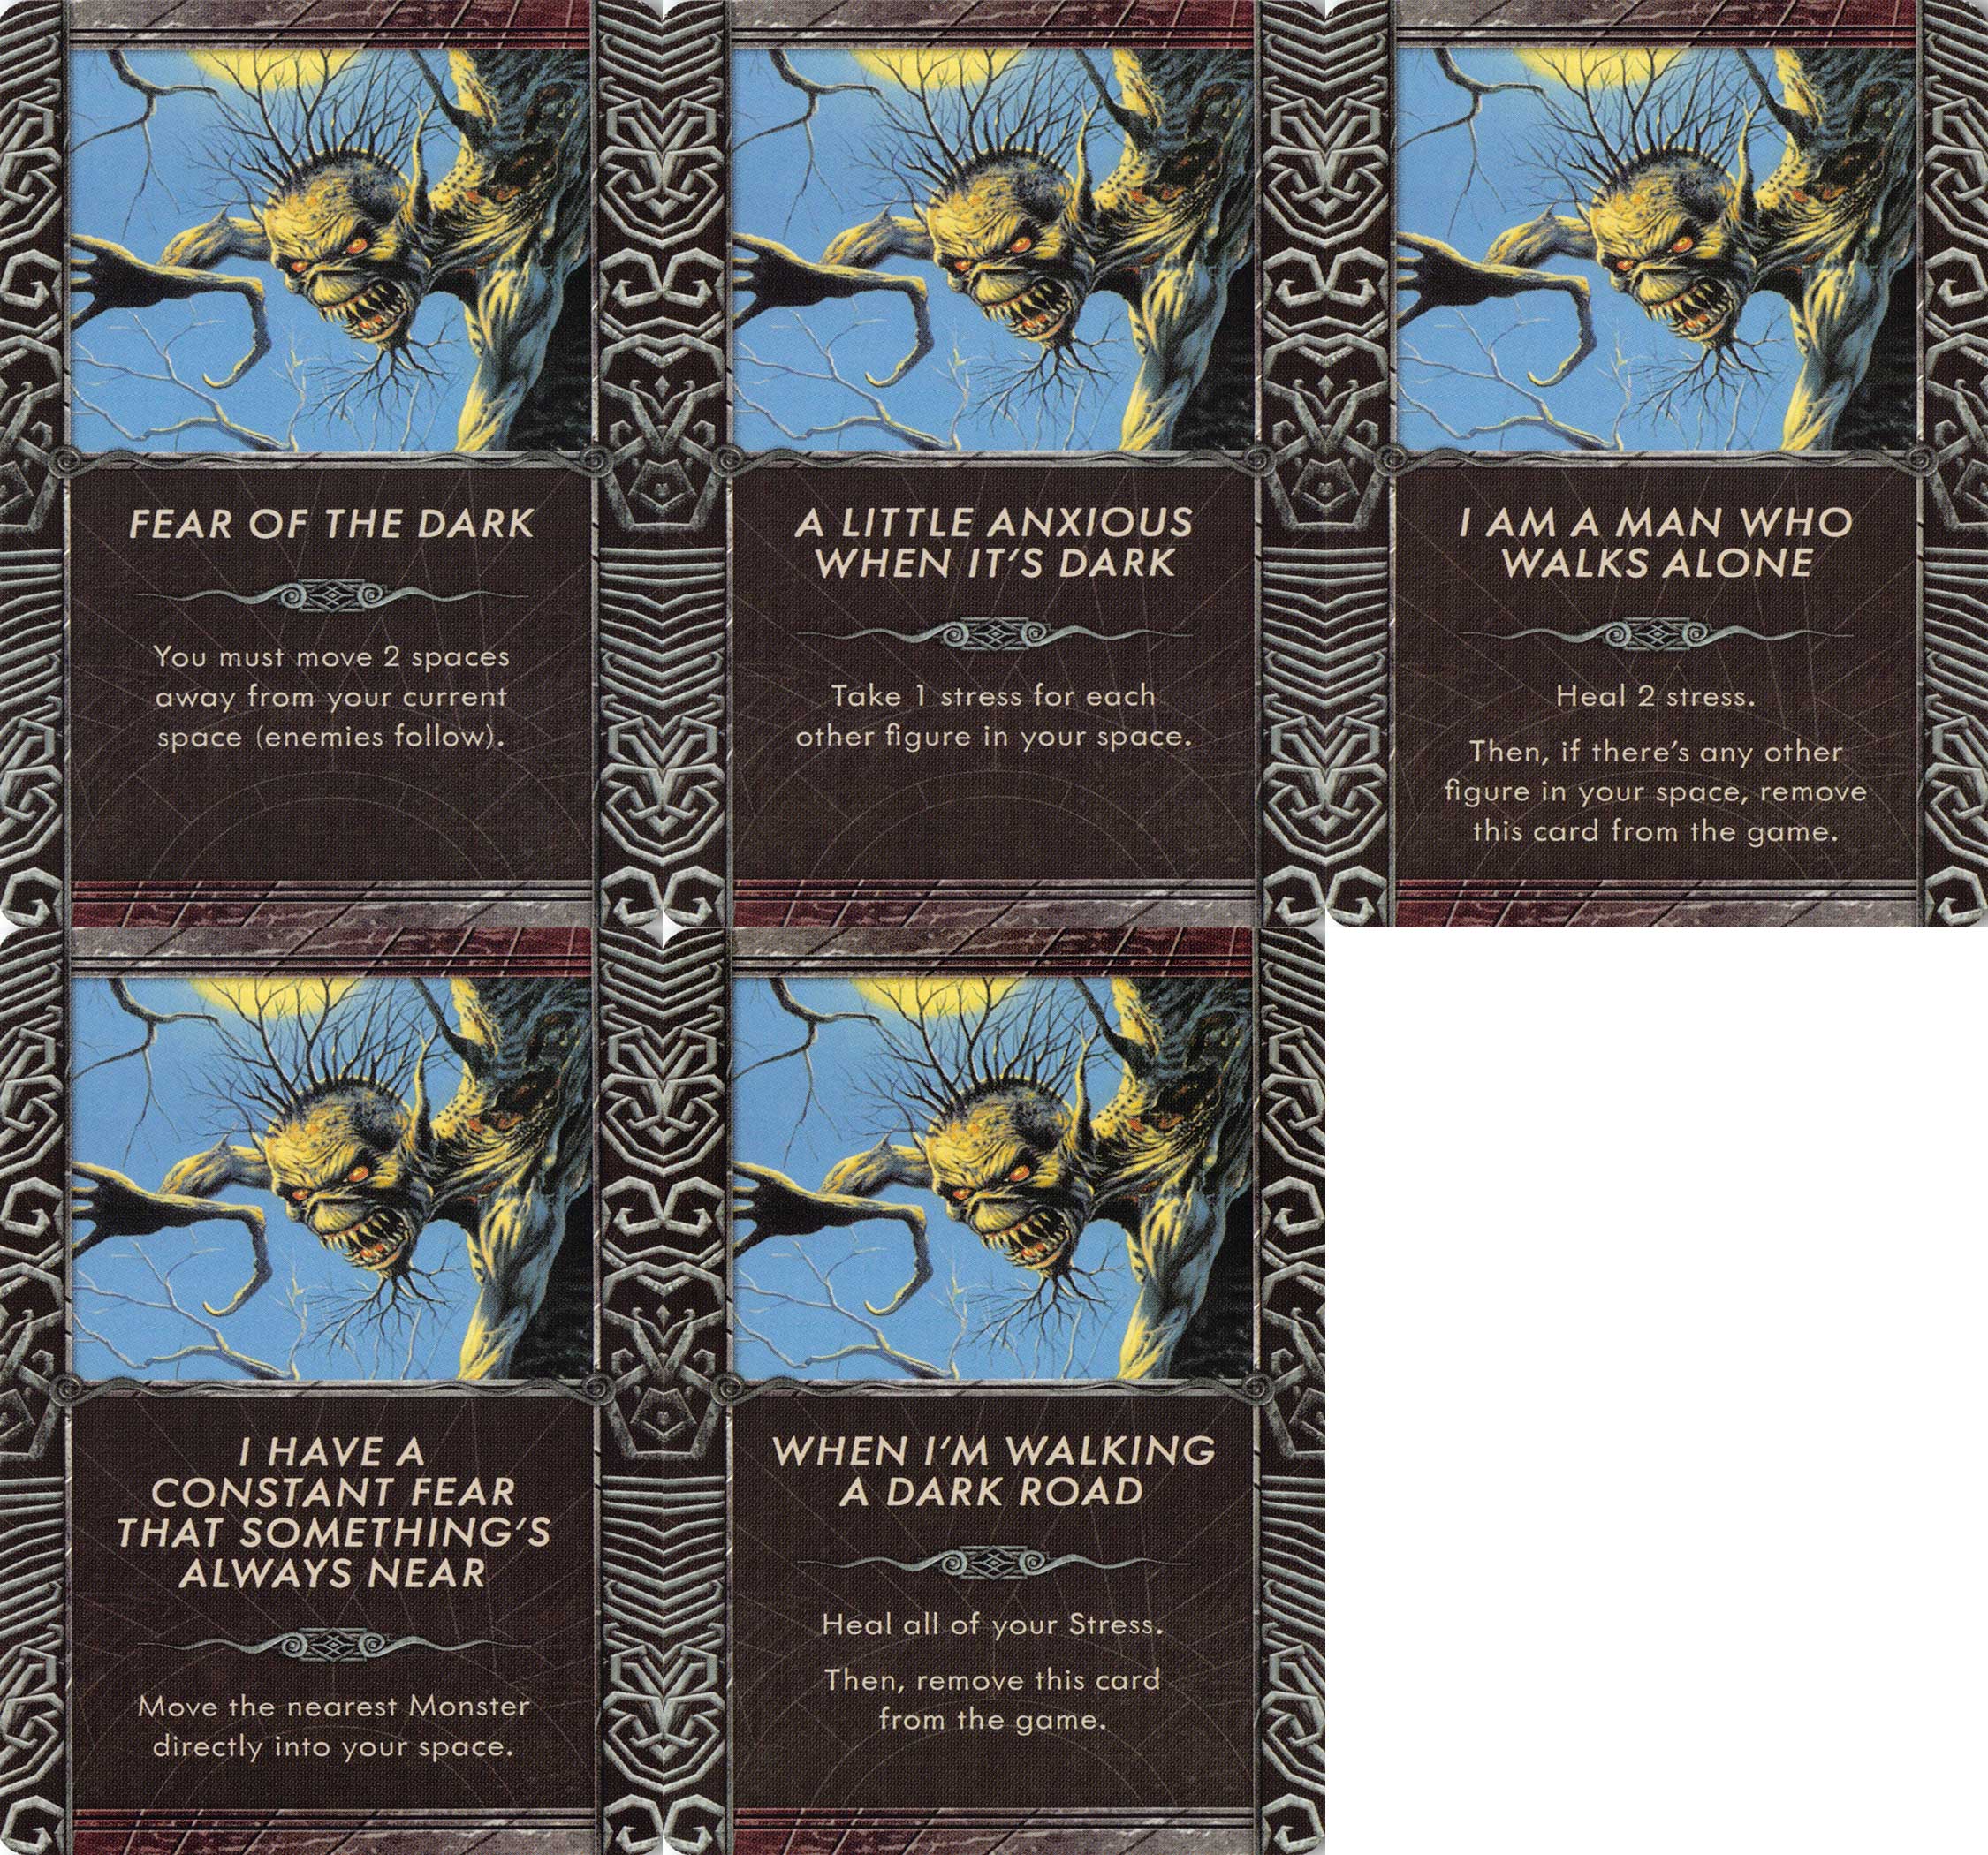 FEAR OF THE DARK
You must move 2 spaces
away from your current
space (enemies follow).
A LITTLE ANXIOUS
WHEN IT'S DARK
Take 1 stress for each
other figure in your space.
I AM A MAN WHO
WALKS ALONE
Heal 2 stress.
Then, if there's any other
figure in your space, remove
this card from the game.
I HAVE A
CONSTANT FEAR
THAT SOMETHING'S
ALWAYS NEAR
Move the nearest Monster
directly into your space.
WHEN I'M WALKING
A DARK ROAD
Heal all of your Stress.
Then, remove this card
from the game.